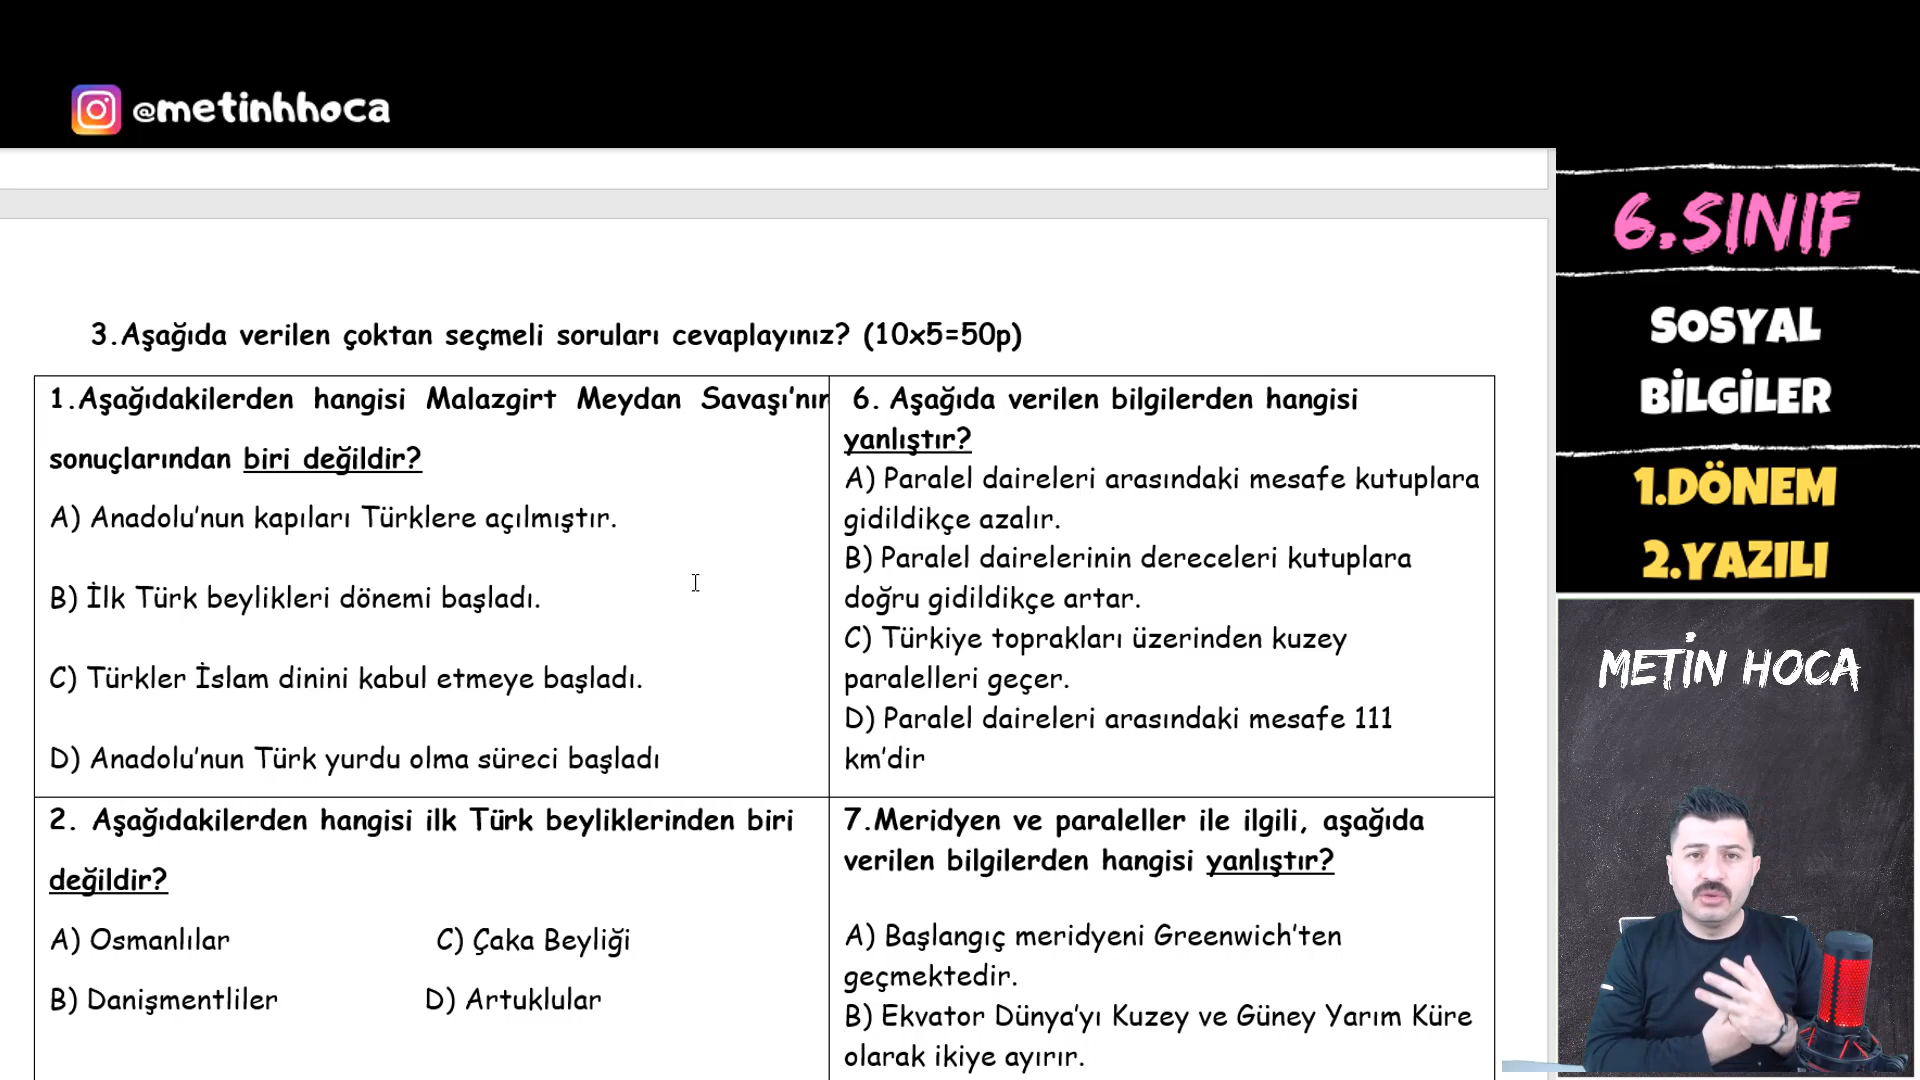 @metinhhoca
3.Aşağıda verilen çoktan seçmeli soruları cevaplayınız? (10x5=50p)
1.Aşağıdakilerden hangisi Malazgirt Meydan Savaşı'nın
sonuçlarından biri değildir?
A) Anadolu'nun kapıları Türklere açılmıştır.
B) İlk Türk beylikleri dönemi başladı.
C) Türkler İslam dinini kabul etmeye başladı.
D) Anadolu'nun Türk yurdu olma süreci başladı
2. Aşağıdakilerden hangisi ilk Türk beyliklerinden biri
değildir?
A) Osmanlılar C) Çaka Beyliği
B) Danişmentliler D) Artuklular
6. Aşağıda verilen bilgilerden hangisi
yanlıştır?
A) Paralel daireleri arasındaki mesafe kutuplara
gidildikçe azalır.
B) Paralel dairelerinin dereceleri kutuplara
doğru gidildikçe artar.
C) Türkiye toprakları üzerinden kuzey
paralelleri geçer.
D) Paralel daireleri arasındaki mesafe 111
km'dir
7.Meridyen ve paraleller ile ilgili, aşağıda
verilen bilgilerden hangisi yanlıştır?
A) Başlangıç meridyeni Greenwich'ten
geçmektedir.
B) Ekvator Dünya'yı Kuzey ve Güney Yarım Küre
olarak ikiye ayırır.
6.SINIF
SOSYAL
BİLGİLER
1.DÖNEM
2.YAZILI
METİN HOCA